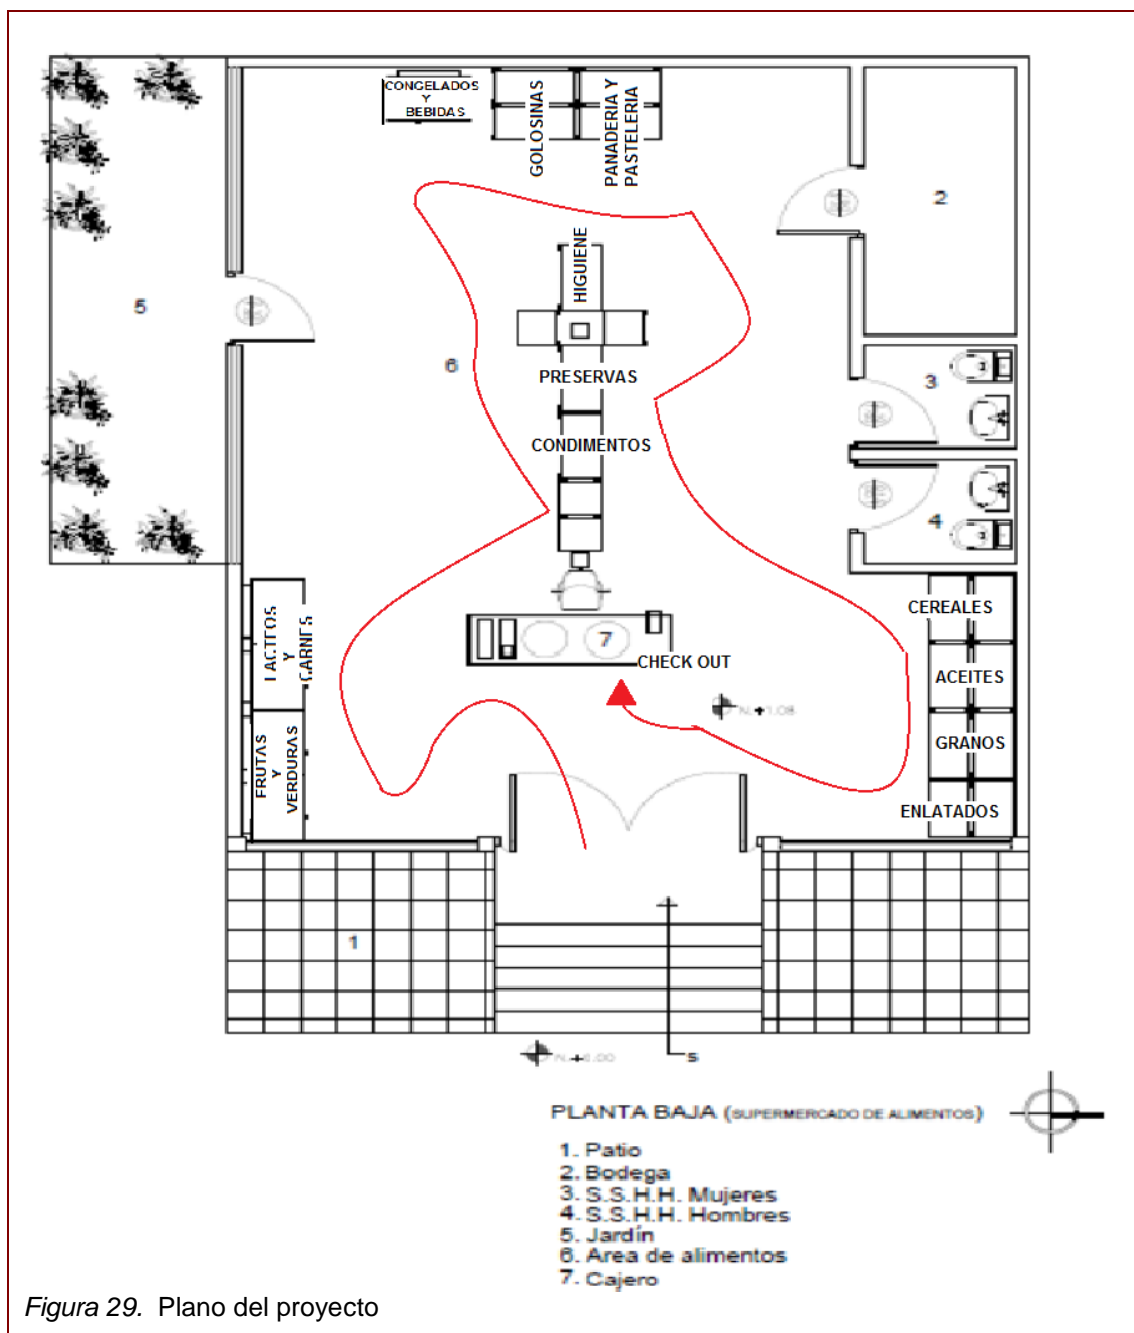 CONGELADOS
Y
BEBIDAS
GOLOSINAS
PANADERIA Y
PASTELERIA
2
HIGUIENE
5
6
PRESERVAS
3
CONDIMENTOS
4
LACTEOS
Y
CARNES
CEREALES
7
CHECK OUT
ACEITES
N.+1.08
FRUTAS
Y
VERDURAS
GRANOS
ENLATADOS
1
S
PLANTA BAJA (SUPERMERCADO DE ALIMENTOS)
1. Patio
2. Bodega
3. S.S.H.H. Mujeres
4. S.S.H.H. Hombres
5. Jardín
6. Area de alimentos
7. Cajero
Figura 29. Plano del proyecto